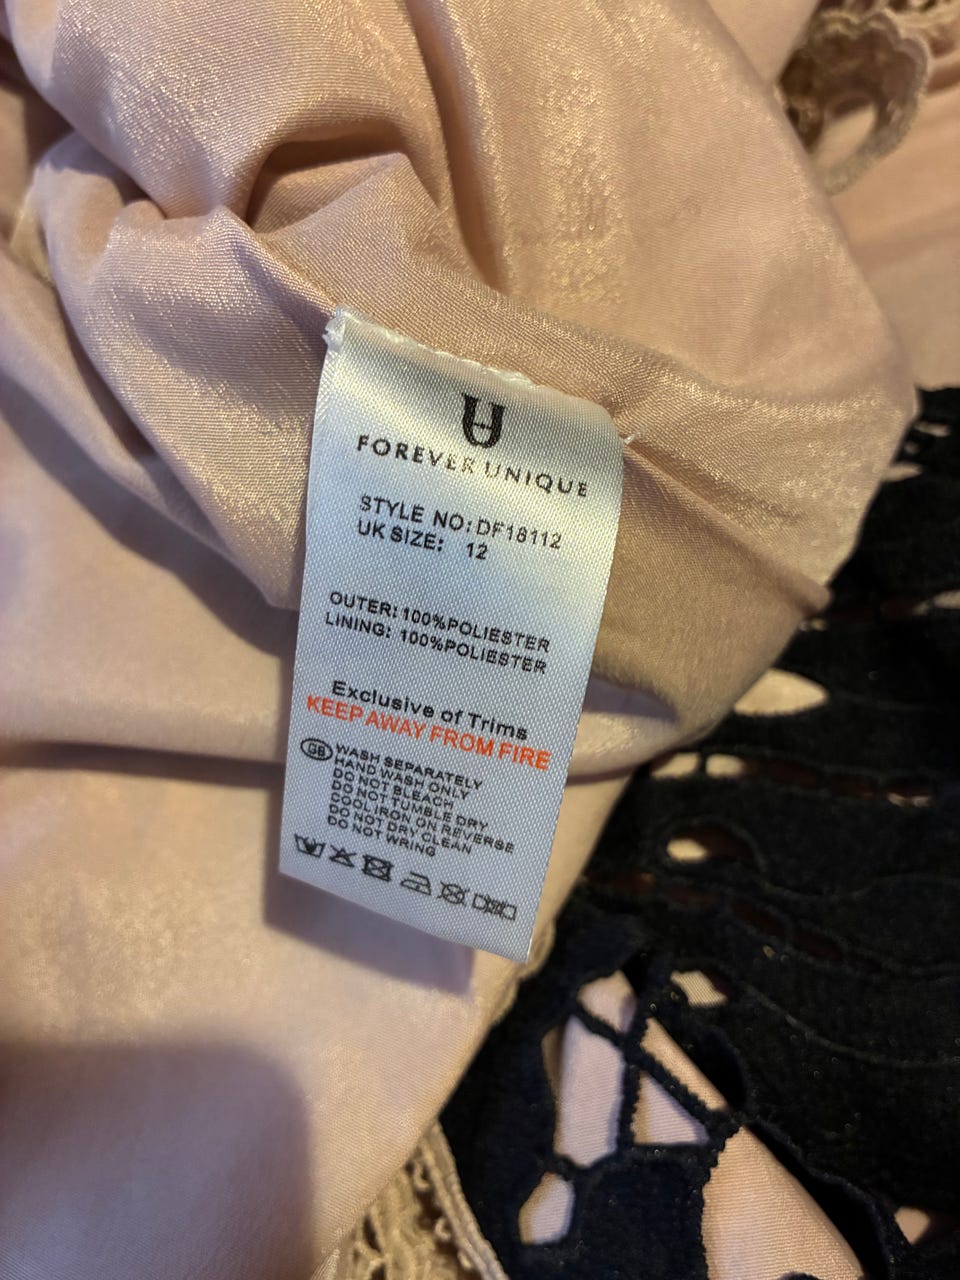 FOREVER UNIQUE
STYLE NO: DF18112
UK SIZE: 12
OUTER: 100%POLIESTER
LINING: 100%POLIESTER
Exclusive of Trims
KEEP AWAY FROM FIRE
GB WASH SEPARATELY
HAND WASH ONLY
DO NOT BLEACH
DO NOT TUMBLE DRY
COOL IRON ON REVERSE
DO NOT DRY CLEAN
DO NOT WRING